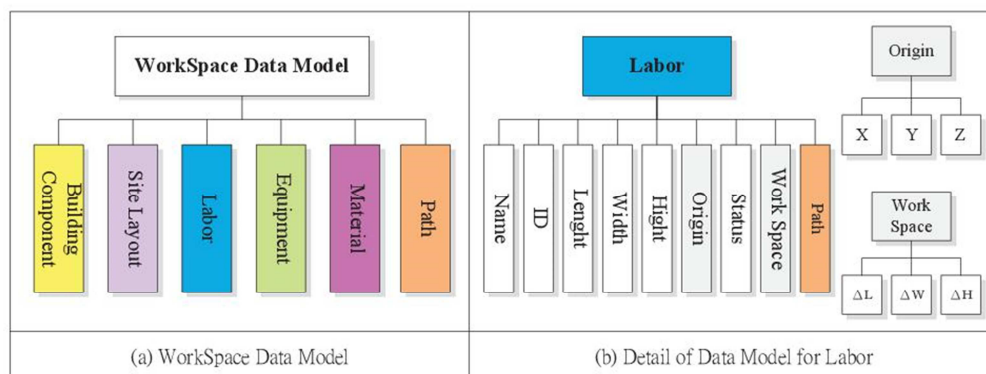 WorkSpace Data Model
Building
Component
Site Layout
Labor
Equipment
Material
Path
(a) WorkSpace Data Model
Labor
Name
ID
Lenght
Width
Hight
Origin
Status
Work Space
Path
Origin
X Y Z
Work
Space
ΔL ΔW ΔH
(b) Detail of Data Model for Labor